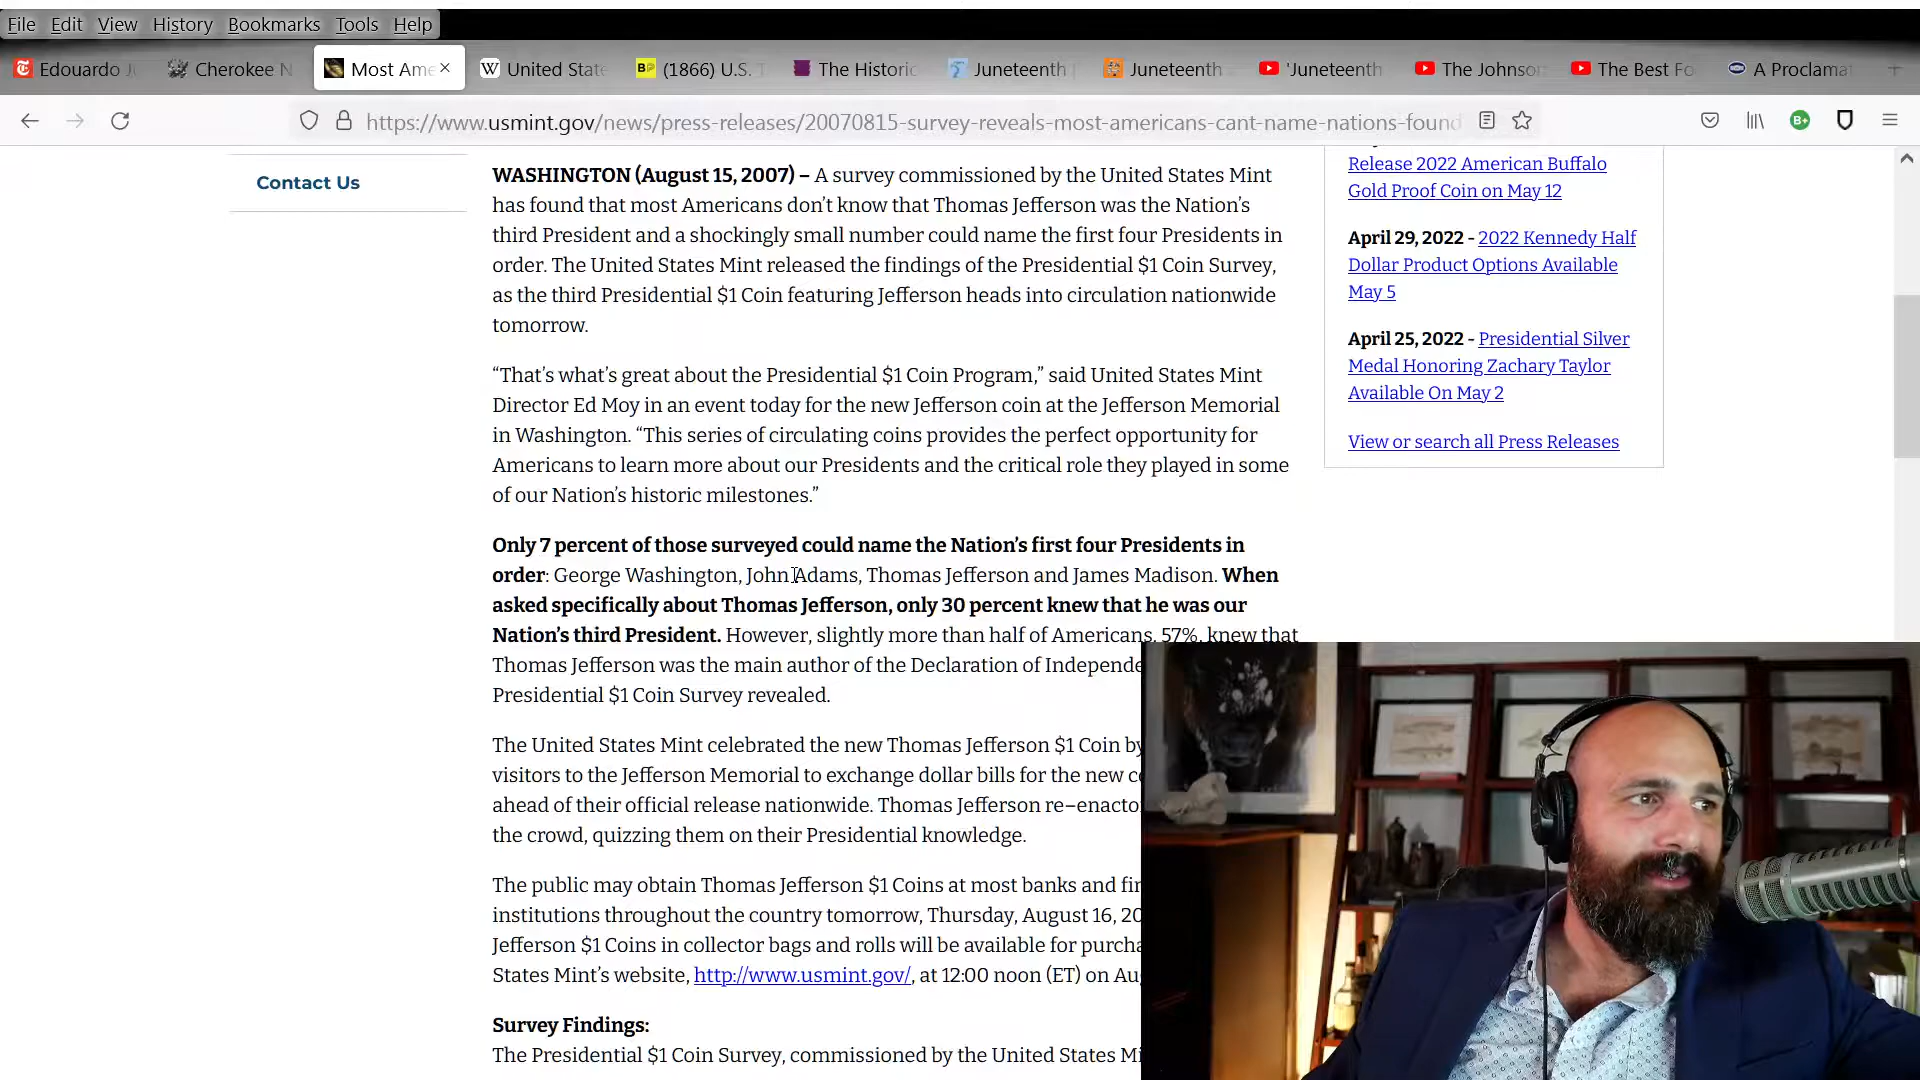 File Edit View History Bookmarks Tools Help
Edouardo Cherokee N Most Ame United Stat (1866) U.S. The Historic Juneteenth Juneteenth 'Juneteenth The Johnso The Best Fo A Proclamat
https://www.usmint.gov/news/press-releases/20070815-survey-reveals-most-americans-cant-name-nations-found
Contact Us
WASHINGTON (August 15, 2007) – A survey commissioned by the United States Mint
has found that most Americans don’t know that Thomas Jefferson was the Nation’s
third President and a shockingly small number could name the first four Presidents in
order. The United States Mint released the findings of the Presidential $1 Coin Survey,
as the third Presidential $1 Coin featuring Jefferson heads into circulation nationwide
tomorrow.
“That’s what’s great about the Presidential $1 Coin Program,” said United States Mint
Director Ed Moy in an event today for the new Jefferson coin at the Jefferson Memorial
in Washington. “This series of circulating coins provides the perfect opportunity for
Americans to learn more about our Presidents and the critical role they played in some
of our Nation’s historic milestones.”
Only 7 percent of those surveyed could name the Nation’s first four Presidents in
order: George Washington, John Adams, Thomas Jefferson and James Madison. When
asked specifically about Thomas Jefferson, only 30 percent knew that he was our
Nation’s third President. However, slightly more than half of Americans, 57%, knew that
Thomas Jefferson was the main author of the Declaration of Independe
Presidential $1 Coin Survey revealed.
The United States Mint celebrated the new Thomas Jefferson $1 Coin by
visitors to the Jefferson Memorial to exchange dollar bills for the new c
ahead of their official release nationwide. Thomas Jefferson re–enacto
the crowd, quizzing them on their Presidential knowledge.
The public may obtain Thomas Jefferson $1 Coins at most banks and fir
institutions throughout the country tomorrow, Thursday, August 16, 20
Jefferson $1 Coins in collector bags and rolls will be available for purcha
States Mint’s website, http://www.usmint.gov/, at 12:00 noon (ET) on Au
Survey Findings:
The Presidential $1 Coin Survey, commissioned by the United States Mi
Release 2022 American Buffalo
Gold Proof Coin on May 12
April 29, 2022 - 2022 Kennedy Half
Dollar Product Options Available
May 5
April 25, 2022 - Presidential Silver
Medal Honoring Zachary Taylor
Available On May 2
View or search all Press Releases